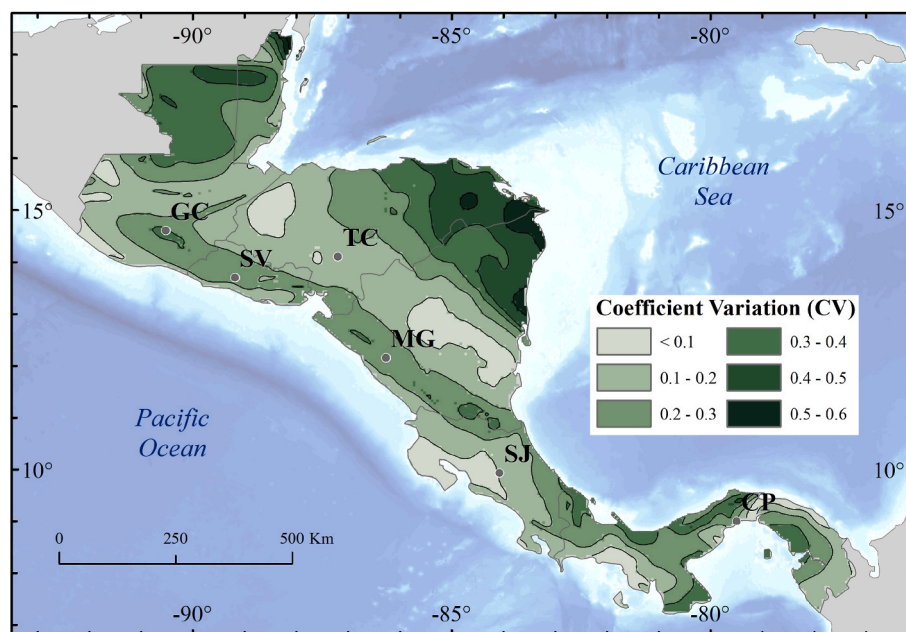 -90° -85° -80°
Caribbean
Sea
15° 15°
GC
TC
SV
Coefficient Variation (CV)
< 0.1 0.3 - 0.4
0.1 - 0.2 0.4 - 0.5
0.2 - 0.3 0.5 - 0.6
MG
Pacific
Ocean
SJ
10° 10°
CP
0 250 500 Km
-90° -85° -80°